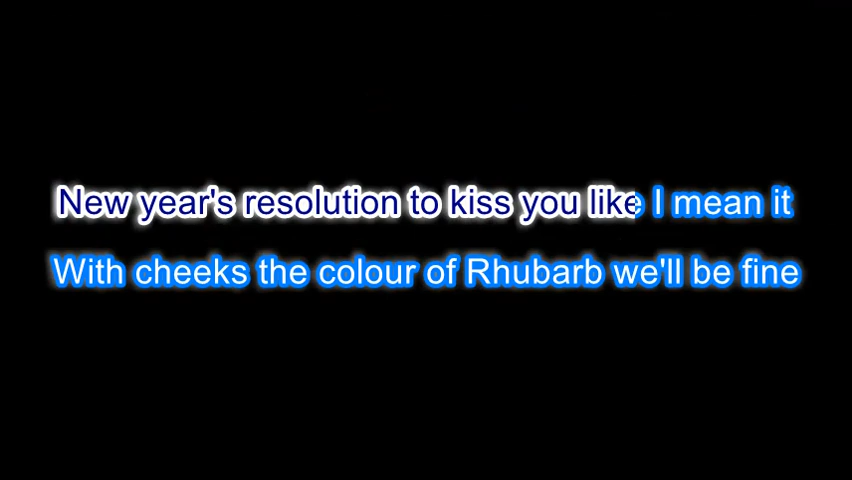 New year's resolution to kiss you like I mean it
With cheeks the colour of Rhubarb we'll be fine